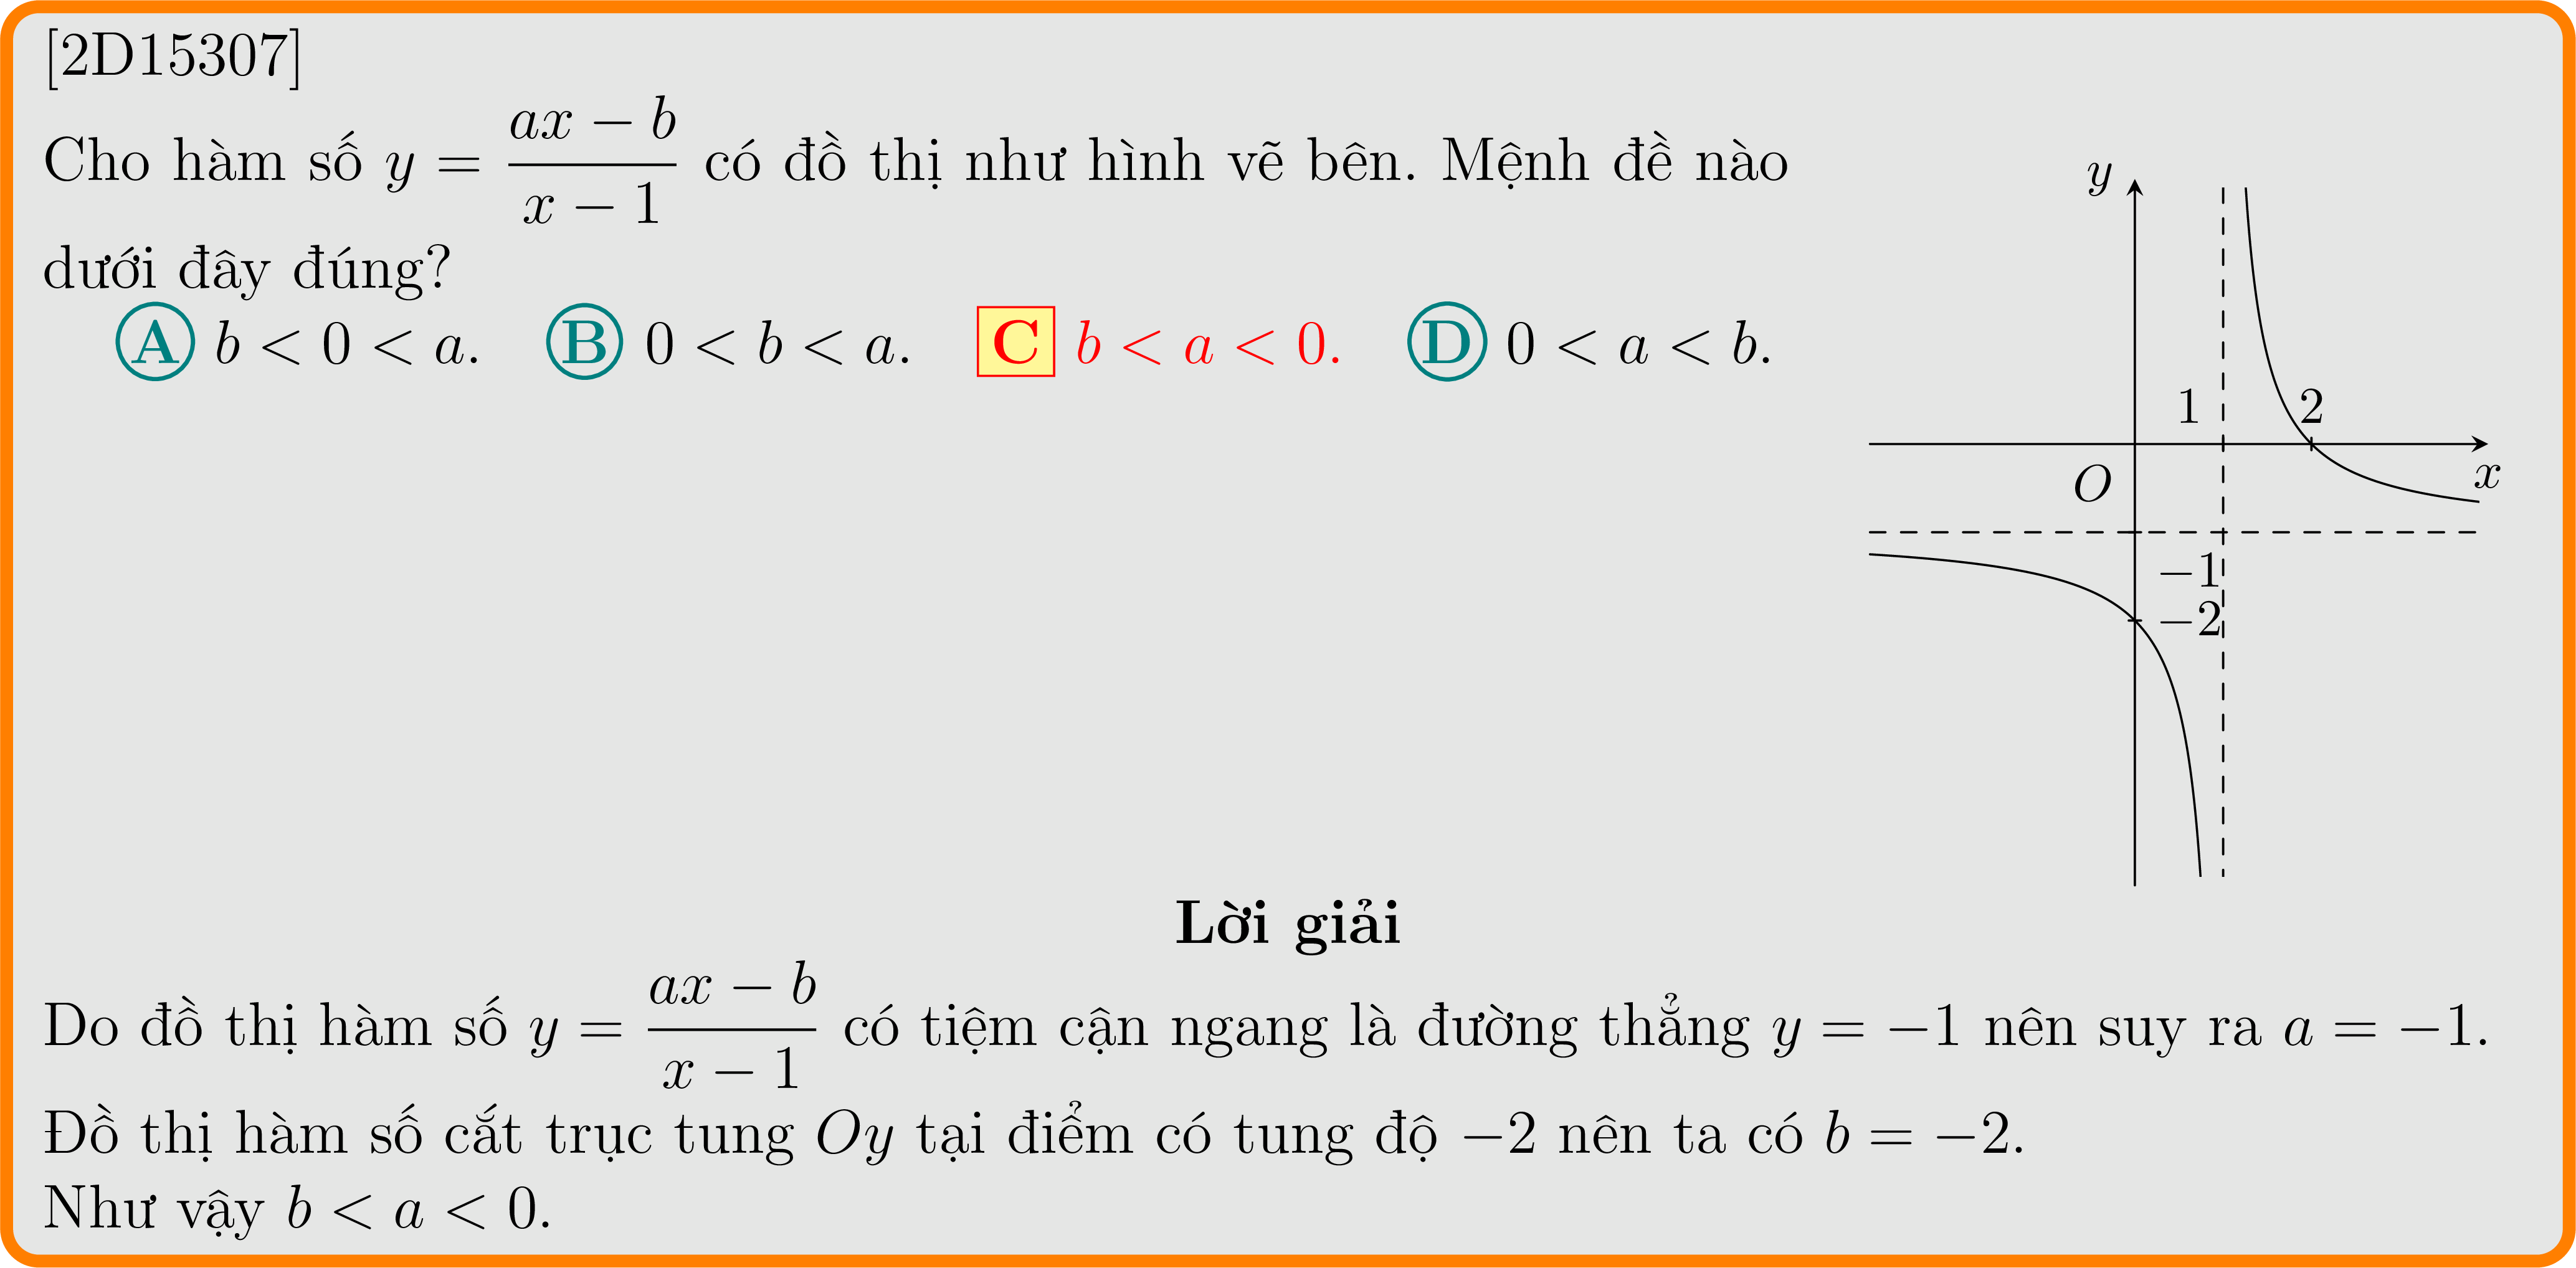 [2D15307]
Cho hàm số $y = \dfrac{ax - b}{x - 1}$ có đồ thị như hình vẽ bên. Mệnh đề nào
dưới đây đúng?
A $b < 0 < a$. B $0 < b < a$. C $b < a < 0$. D $0 < a < b$.
y
1 2
O x
−1
−2
Lời giải
Do đồ thị hàm số $y = \dfrac{ax - b}{x - 1}$ có tiệm cận ngang là đường thẳng $y = -1$ nên suy ra $a = -1$.
Đồ thị hàm số cắt trục tung $Oy$ tại điểm có tung độ $-2$ nên ta có $b = -2$.
Như vậy $b < a < 0$.